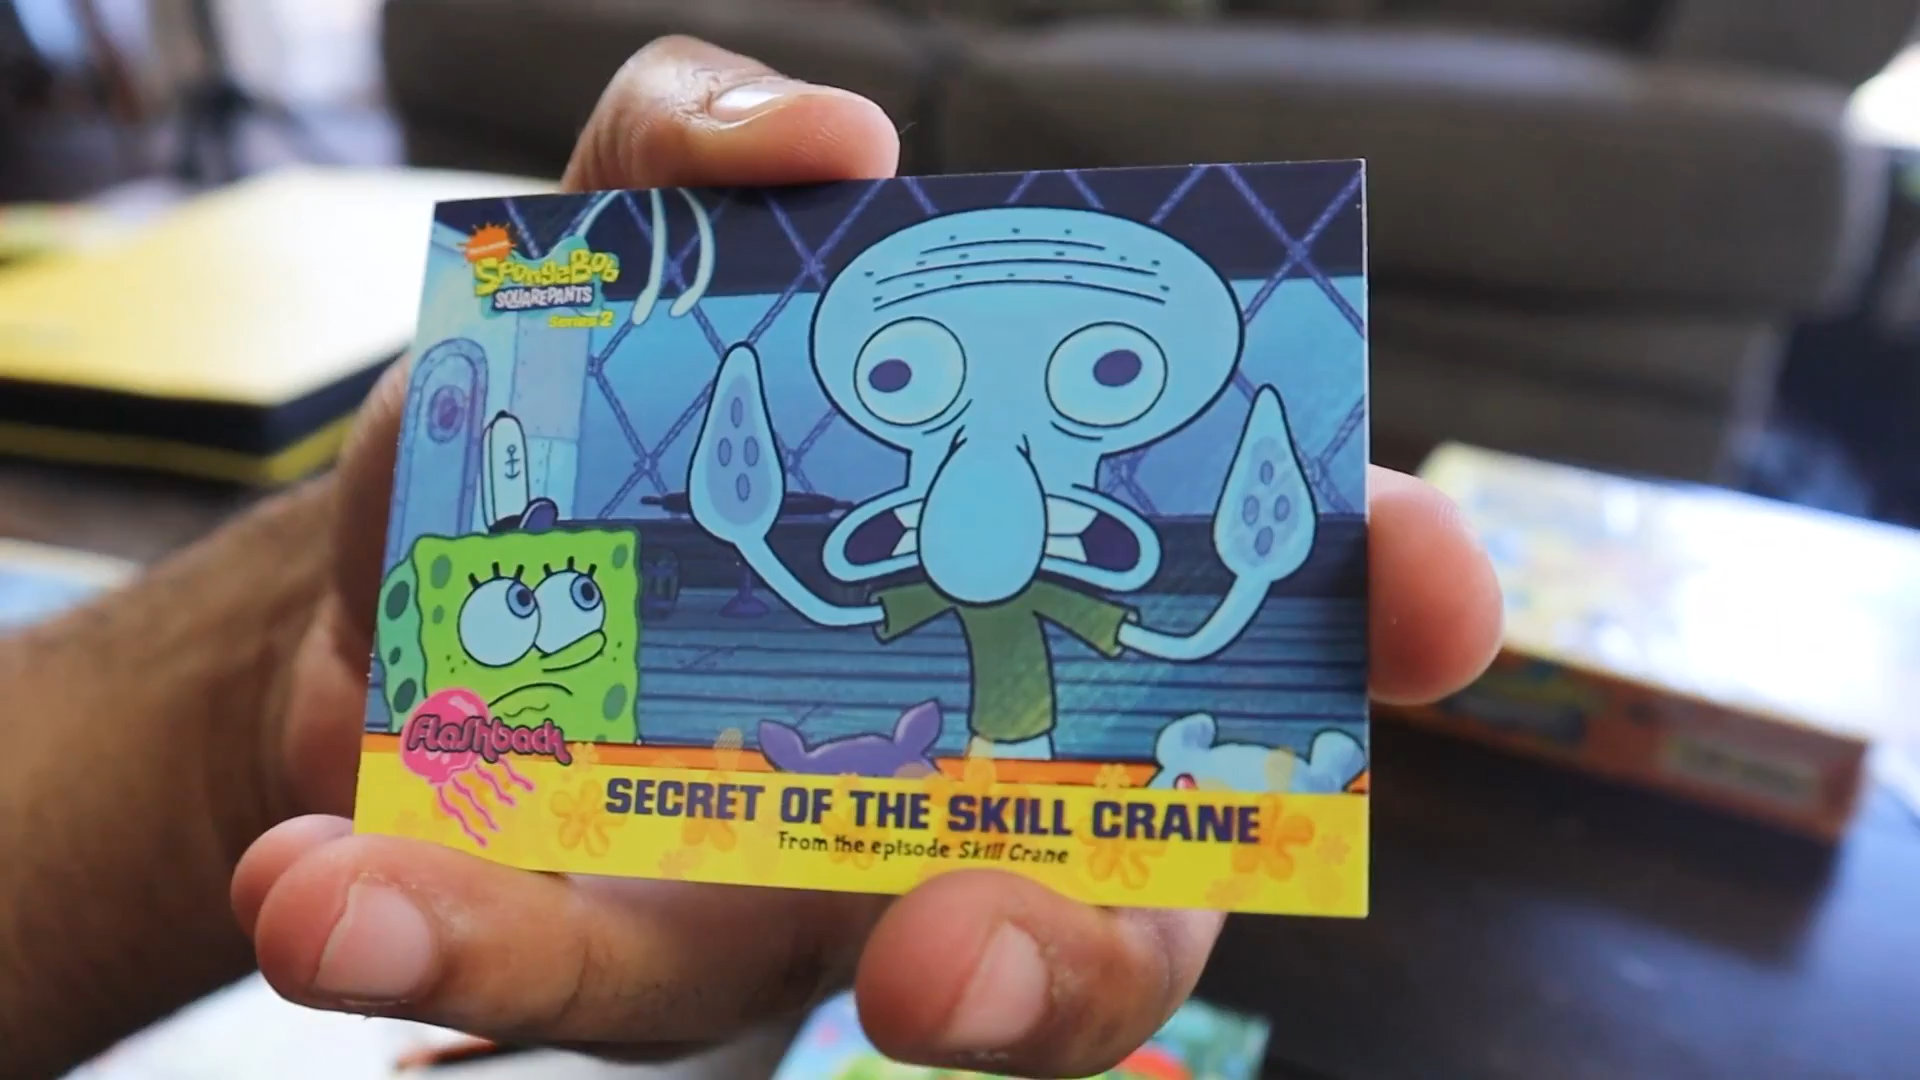 SpongeBob
SQUAREPANTS
Series 2
Flashback
SECRET OF THE SKILL CRANE
From the episode Skill Crane